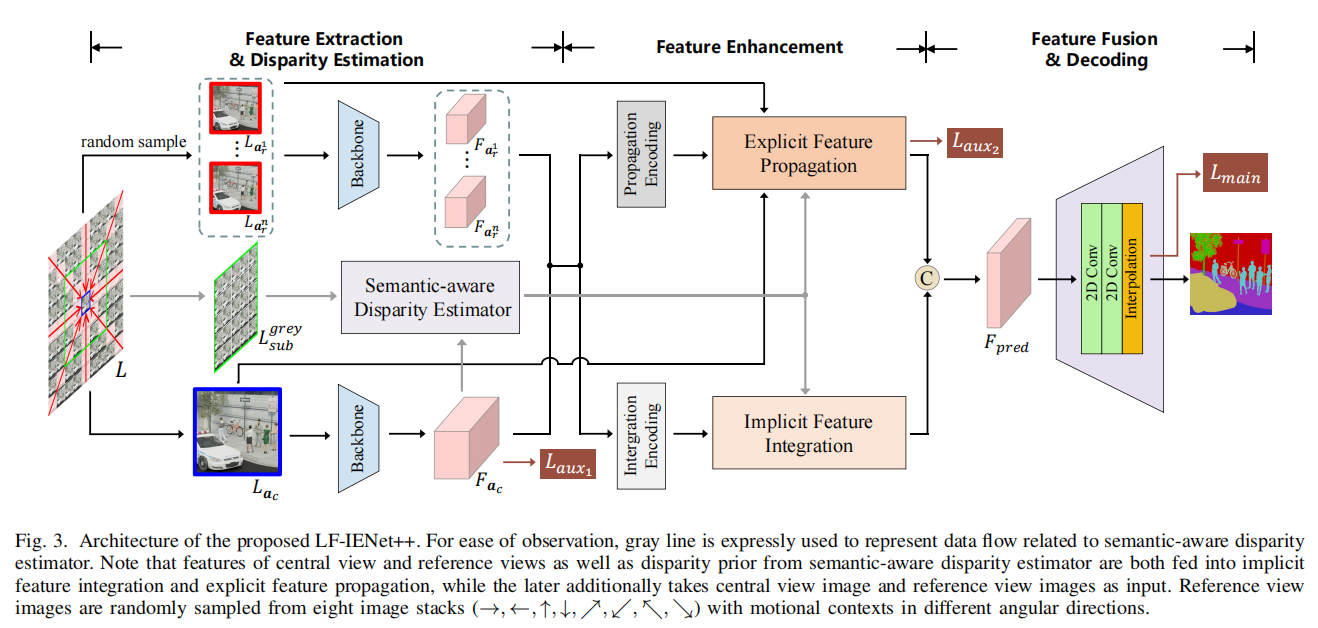 Feature Extraction
& Disparity Estimation
Feature Enhancement
Feature Fusion
& Decoding
random sample
L_{a_r^1}
⋮
L_{a_r^n}
Backbone
F_{a_r^1}
⋮
F_{a_r^n}
Propagation
Encoding
Explicit Feature
Propagation
L_{aux_2}
L_{main}
L
L_{sub}^{grey}
Semantic-aware
Disparity Estimator
C
F_{pred}
2D Conv
2D Conv
Interpolation
L_{a_c}
Backbone
F_{a_c}
L_{aux_1}
Intergration
Encoding
Implicit Feature
Integration
Fig. 3. Architecture of the proposed LF-IENet++. For ease of observation, gray line is expressly used to represent data flow related to semantic-aware disparity
estimator. Note that features of central view and reference views as well as disparity prior from semantic-aware disparity estimator are both fed into implicit
feature integration and explicit feature propagation, while the later additionally takes central view image and reference view images as input. Reference view
images are randomly sampled from eight image stacks (→,←,↑,↓,↗,↙,↖,↘) with motional contexts in different angular directions.